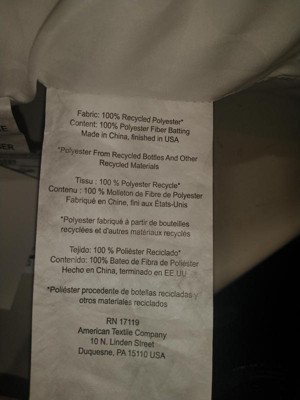 Fabric: 100% Recycled Polyester*
Content: 100% Polyester Fiber Batting
Made in China, finished in USA
*Polyester From Recycled Bottles And Other
Recycled Materials
Tissu : 100 % Polyester Recycle*
Contenu : 100 % Molleton de Fibre de Polyester
Fabriqué en Chine, fini aux États-Unis
*Polyester fabriqué à partir de bouteilles
recyclées et d'autres matériaux recyclés
Tejido: 100 % Poliéster Reciclado*
Contenido: 100% Bateo de Fibra de Poliéster
Hecho en China, terminado en EE.UU
*Poliéster procedente de botellas recicladas y
otros materiales reciclados
RN 17119
American Textile Company
10 N. Linden Street
Duquesne, PA 15110 USA